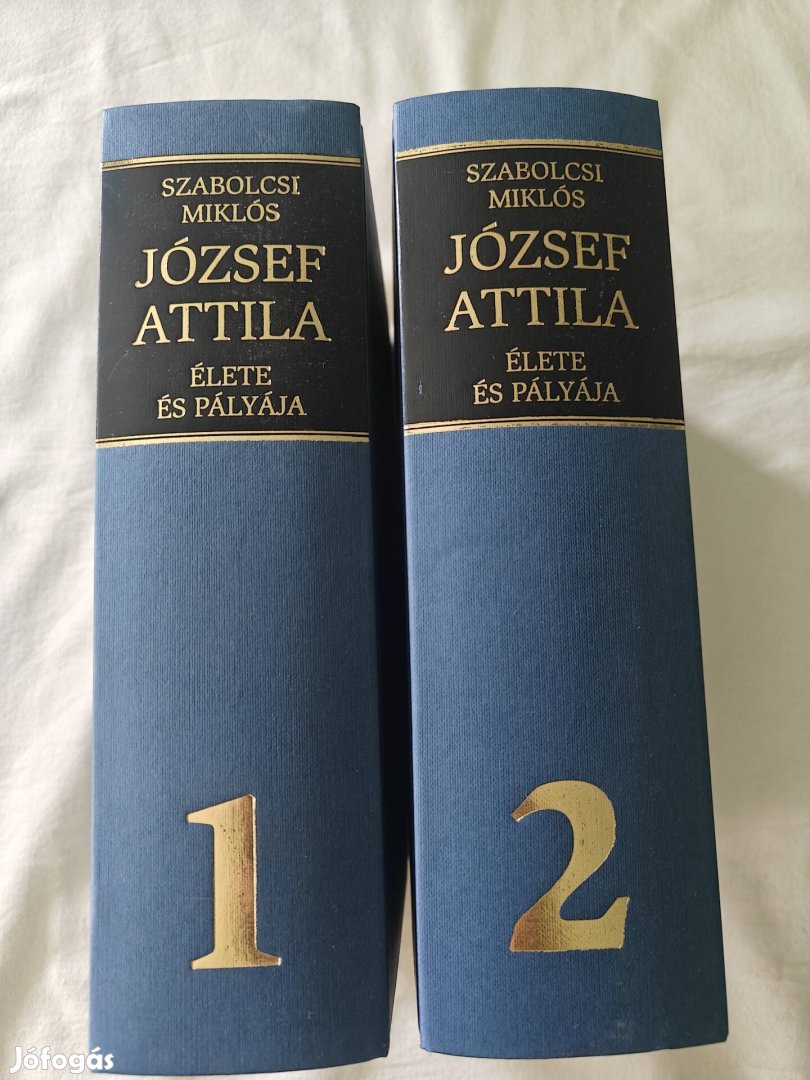 SZABOLCSI
MIKLÓS
JÓZSEF
ATTILA
ÉLETE
ÉS PÁLYÁJA
1
SZABOLCSI
MIKLÓS
JÓZSEF
ATTILA
ÉLETE
ÉS PÁLYÁJA
2
Jófogás